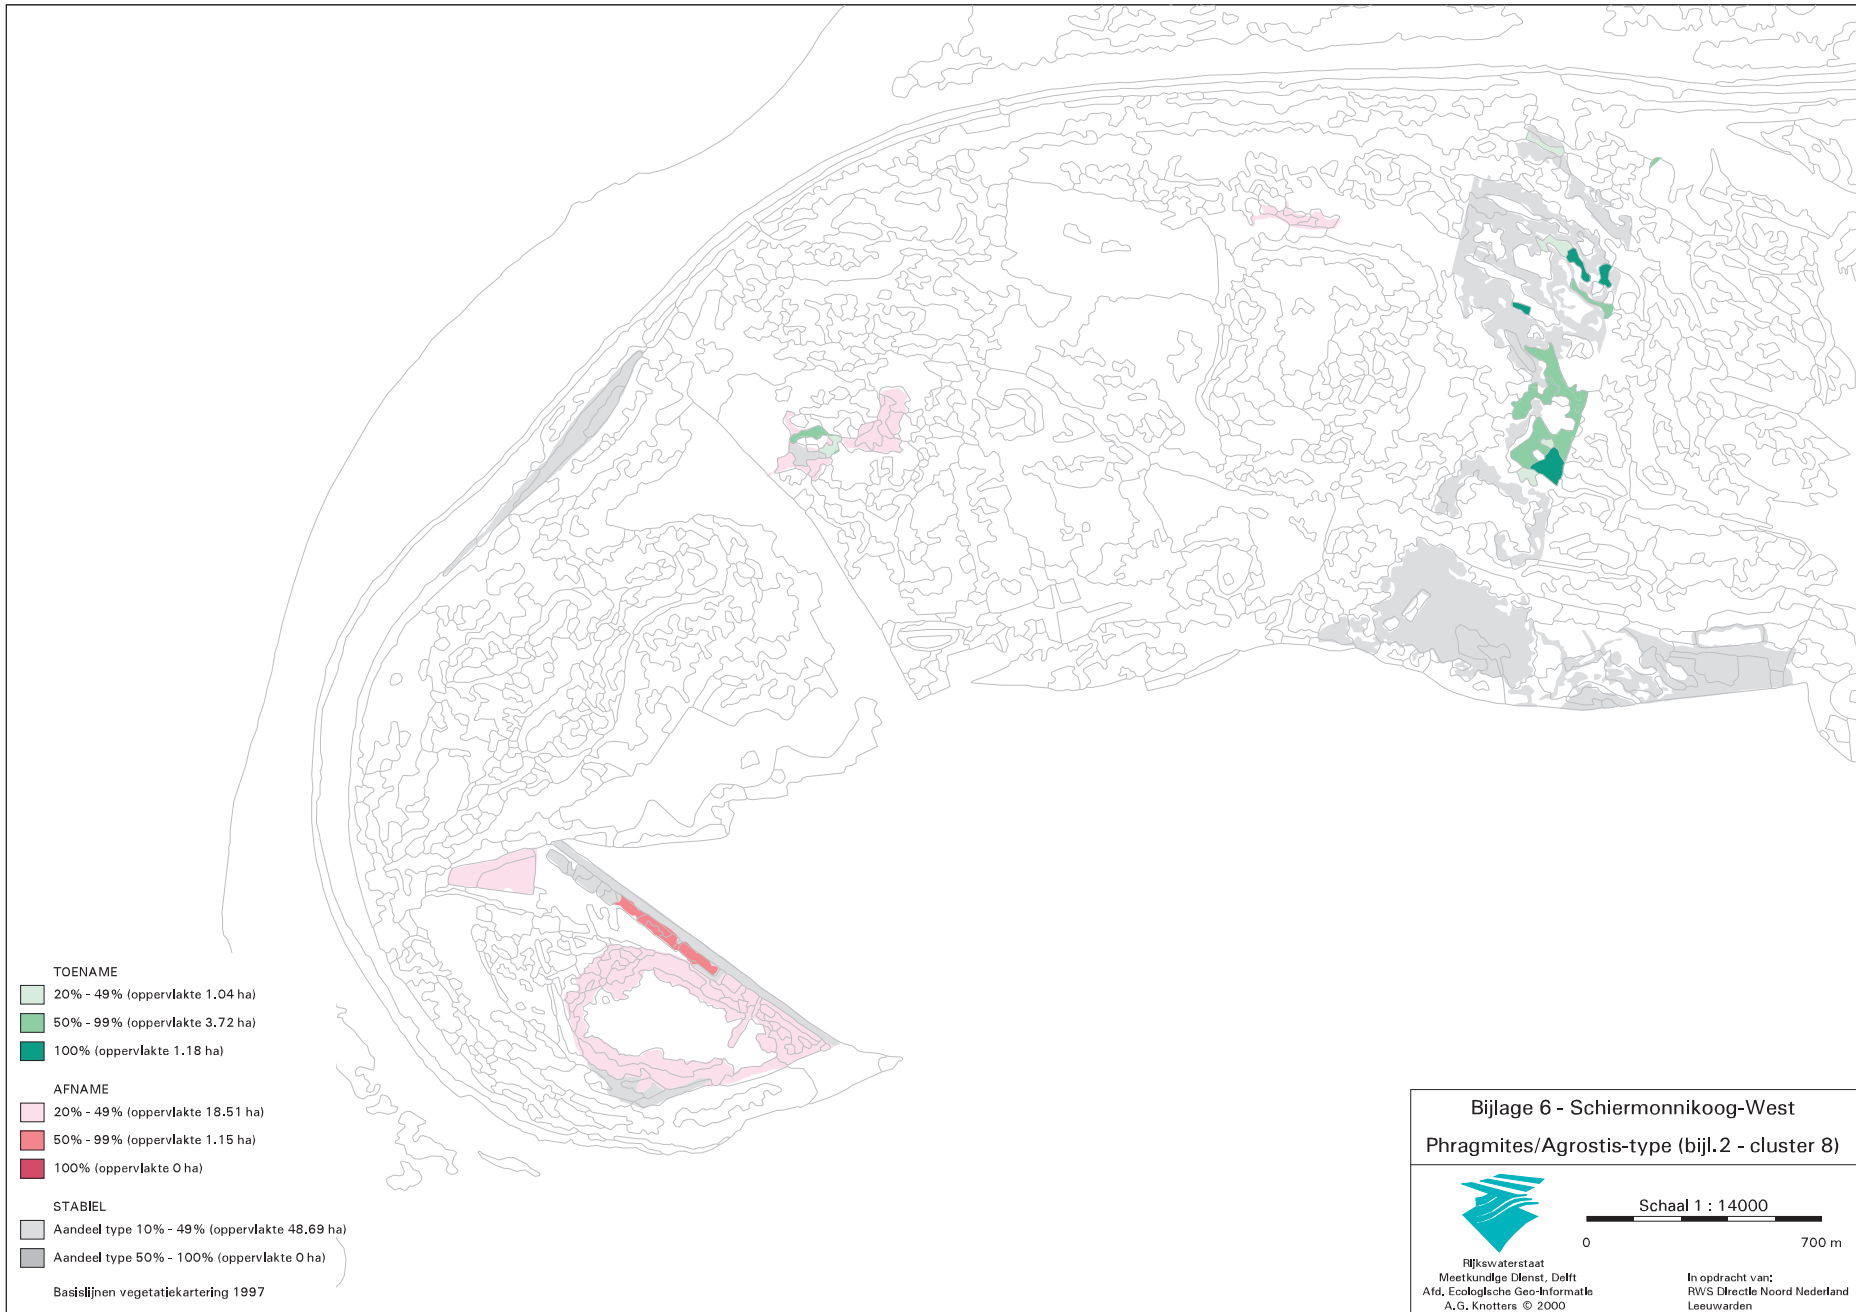 TOENAME
20% - 49% (oppervlakte 1.04 ha)
50% - 99% (oppervlakte 3.72 ha)
100% (oppervlakte 1.18 ha)
AFNAME
20% - 49% (oppervlakte 18.51 ha)
50% - 99% (oppervlakte 1.15 ha)
100% (oppervlakte 0 ha)
STABIEL
Aandeel type 10% - 49% (oppervlakte 48.69 ha)
Aandeel type 50% - 100% (oppervlakte 0 ha)
Basislijnen vegetatiekartering 1997
Bijlage 6 - Schiermonnikoog-West
Phragmites/Agrostis-type (bijl.2 - cluster 8)
Schaal 1 : 14000
0 700 m
Rijkswaterstaat
Meetkundige Dienst, Delft
Afd. Ecologische Geo-Informatie
A.G. Knotters © 2000
In opdracht van:
RWS Directie Noord Nederland
Leeuwarden